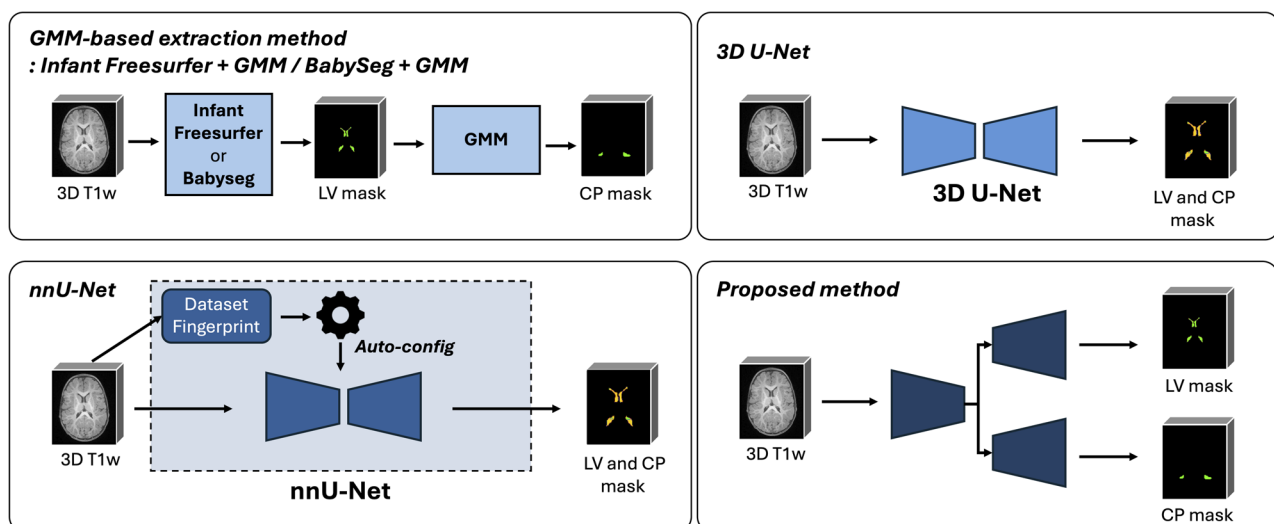 GMM-based extraction method
: Infant Freesurfer + GMM / BabySeg + GMM
3D T1w
Infant
Freesurfer
or
Babyseg
LV mask
GMM
CP mask
3D U-Net
3D T1w
3D U-Net
LV and CP
mask
nnU-Net
Dataset
Fingerprint
Auto-config
3D T1w
nnU-Net
LV and CP
mask
Proposed method
3D T1w
LV mask
CP mask